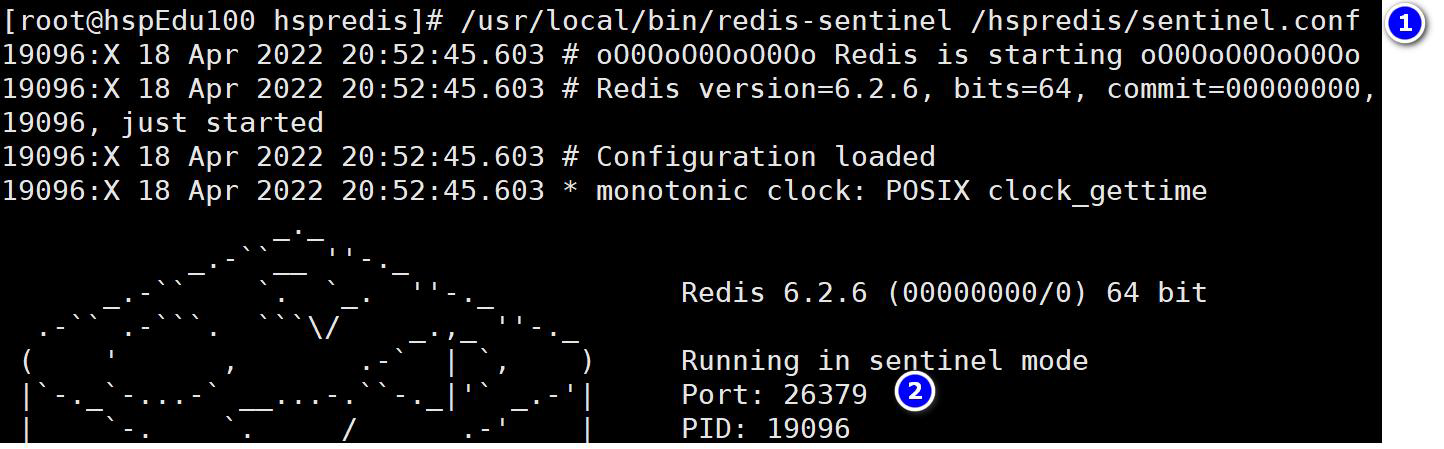 [root@hspEdu100 hspredis]# /usr/local/bin/redis-sentinel /hspredis/sentinel.conf 1
19096:X 18 Apr 2022 20:52:45.603 # oO0OoO0OoO0Oo Redis is starting oO0OoO0OoO0Oo
19096:X 18 Apr 2022 20:52:45.603 # Redis version=6.2.6, bits=64, commit=00000000,
19096, just started
19096:X 18 Apr 2022 20:52:45.603 # Configuration loaded
19096:X 18 Apr 2022 20:52:45.603 * monotonic clock: POSIX clock_gettime
Redis 6.2.6 (00000000/0) 64 bit
Running in sentinel mode
Port: 26379 2
PID: 19096